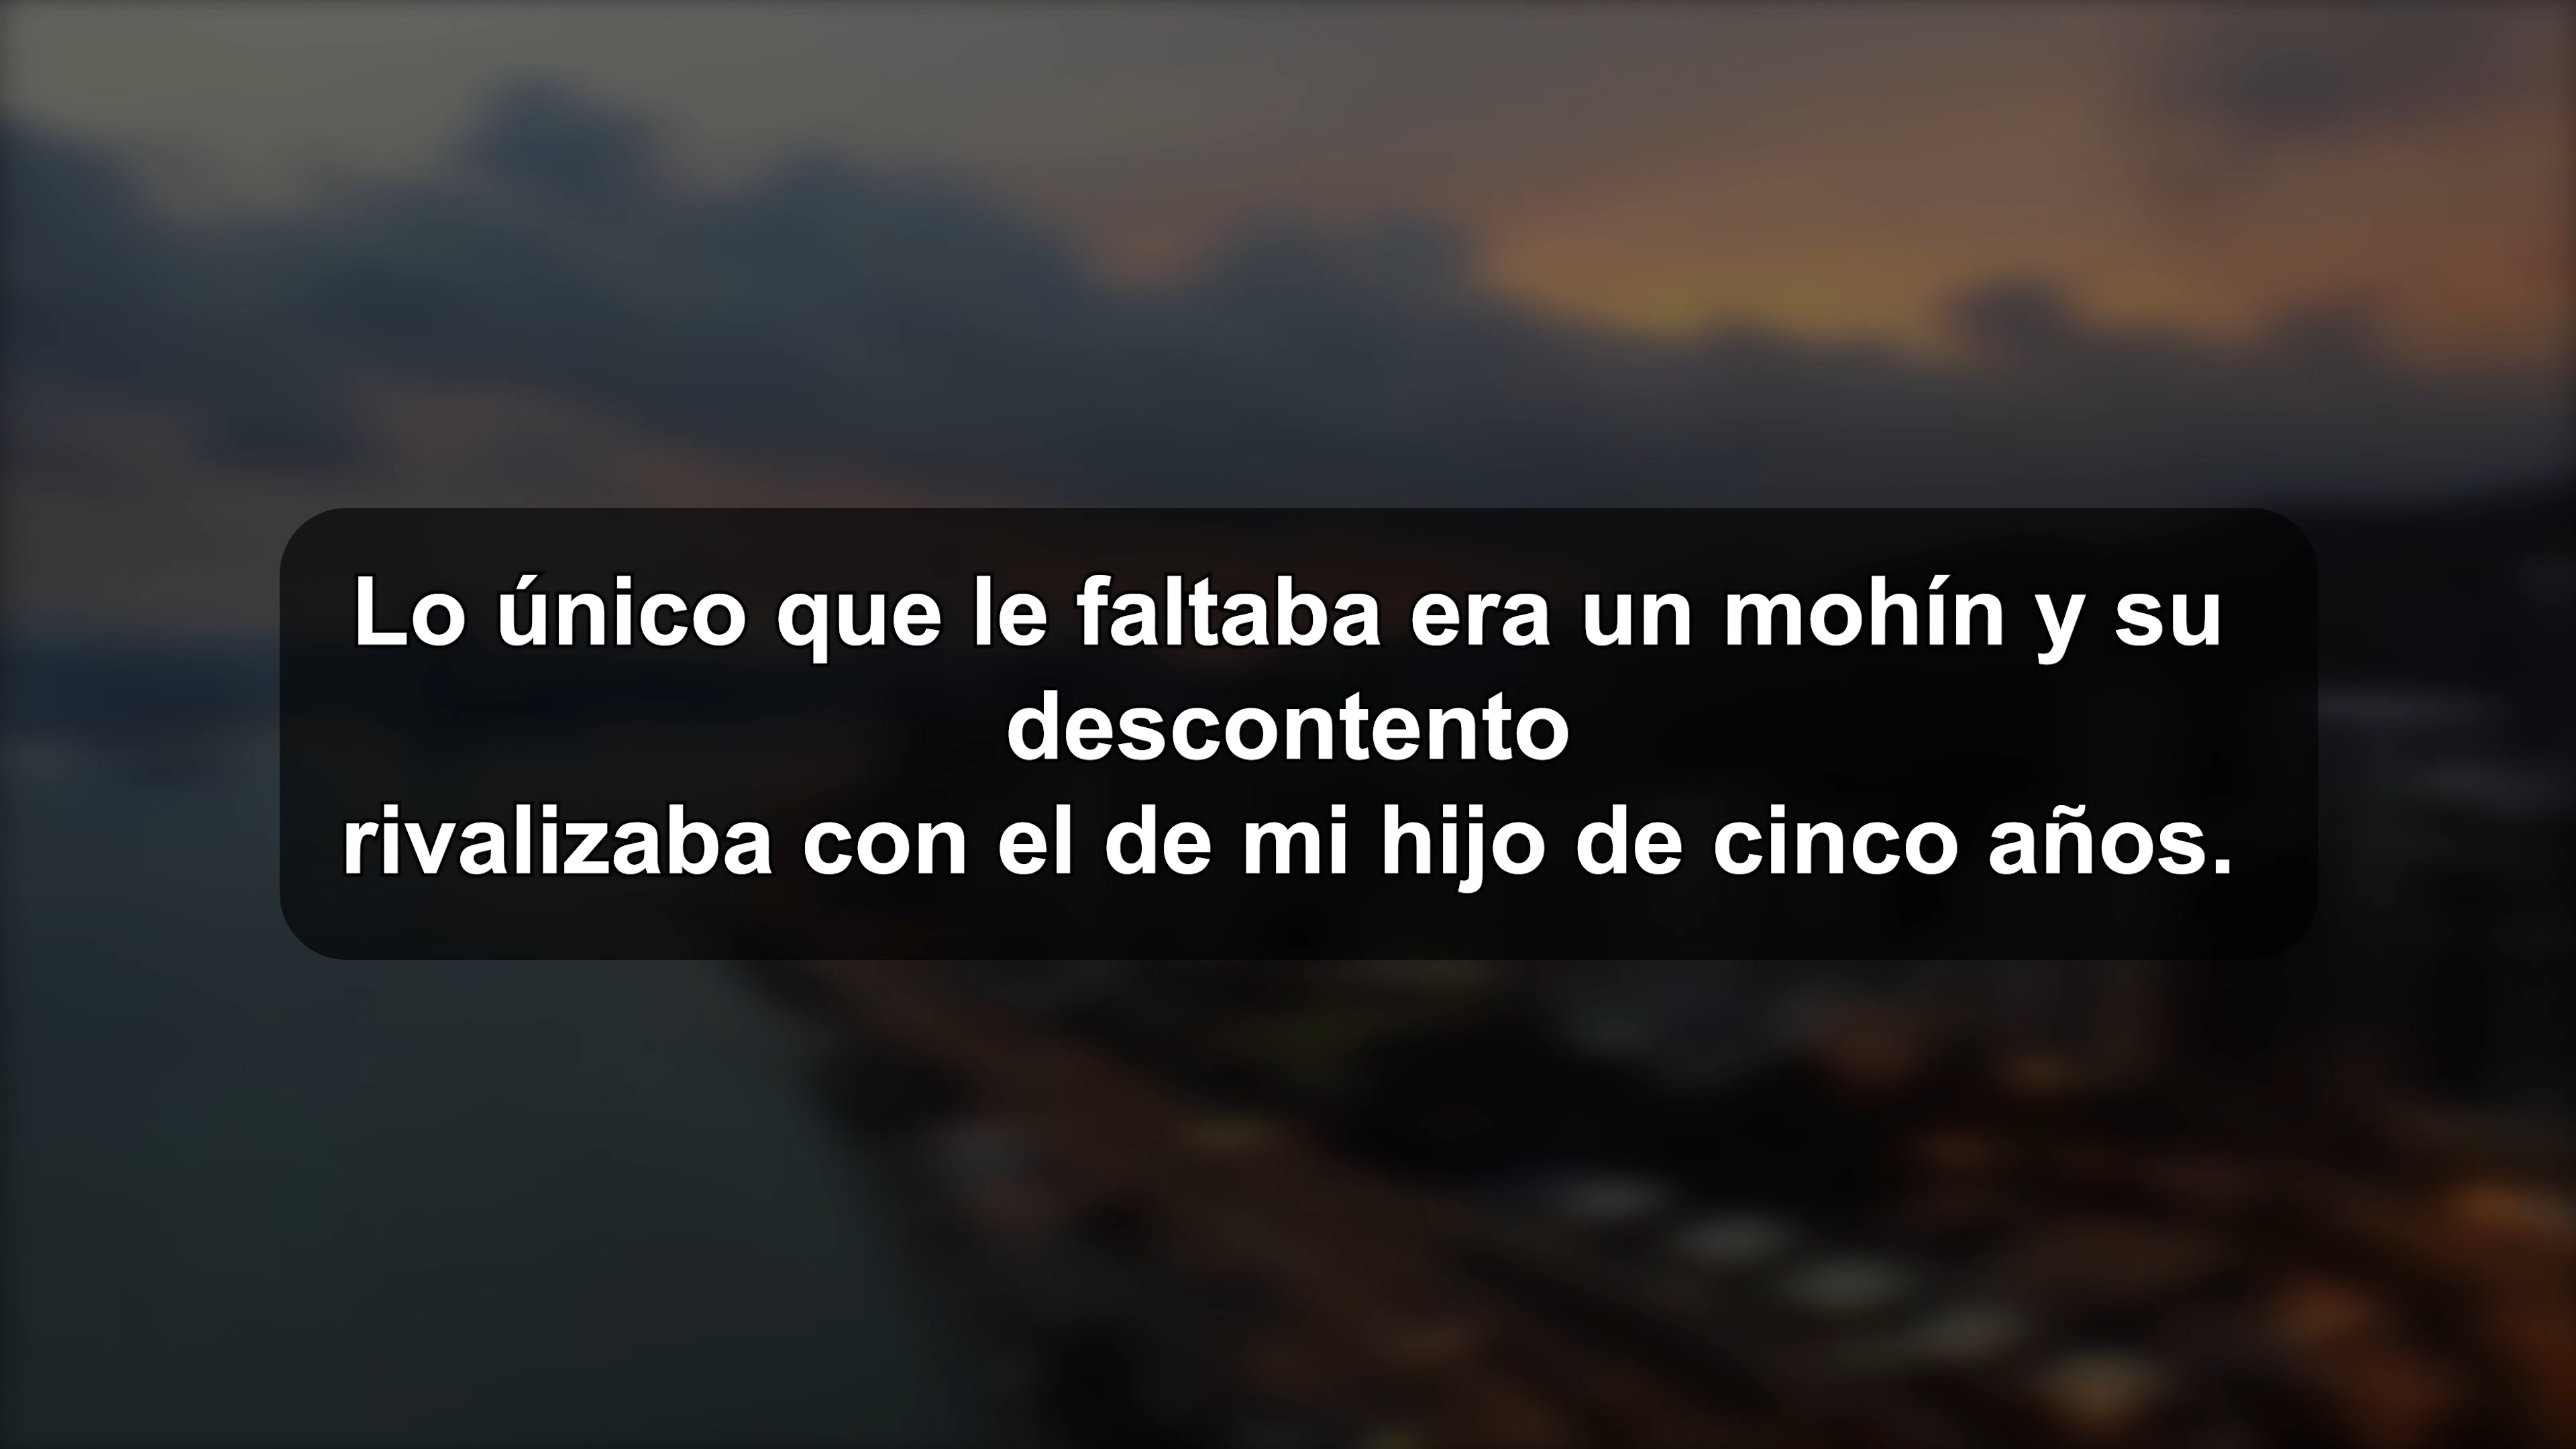 Lo único que le faltaba era un mohín y su
descontento
rivalizaba con el de mi hijo de cinco años.